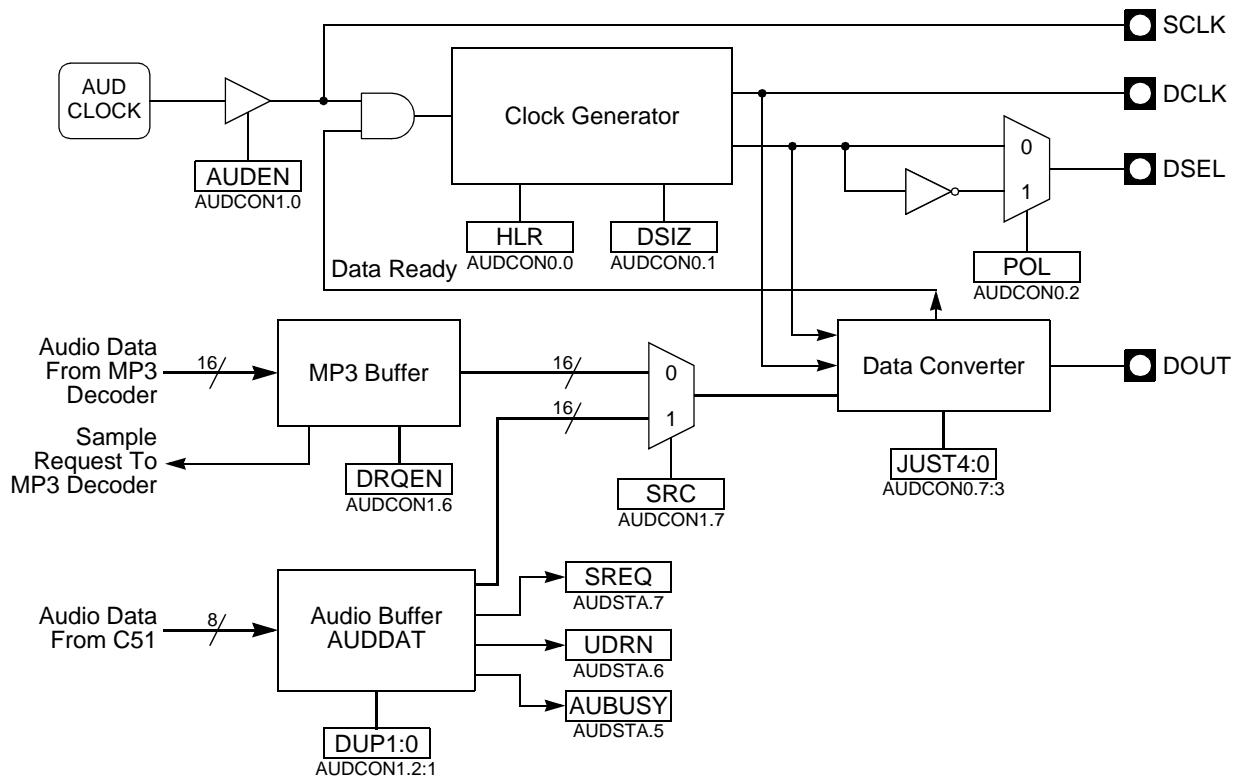 SCLK
AUD
CLOCK
DCLK
Clock Generator
0
DSEL
1
AUDEN
AUDCON1.0
HLR
AUDCON0.0
DSIZ
AUDCON0.1
POL
AUDCON0.2
Data Ready
Audio Data
From MP3
Decoder
16
MP3 Buffer
16
0
Data Converter
DOUT
16
1
Sample
Request To
MP3 Decoder
DRQEN
AUDCON1.6
SRC
AUDCON1.7
JUST4:0
AUDCON0.7:3
Audio Data
From C51
8
Audio Buffer
AUDDAT
SREQ
AUDSTA.7
UDRN
AUDSTA.6
AUBUSY
AUDSTA.5
DUP1:0
AUDCON1.2:1